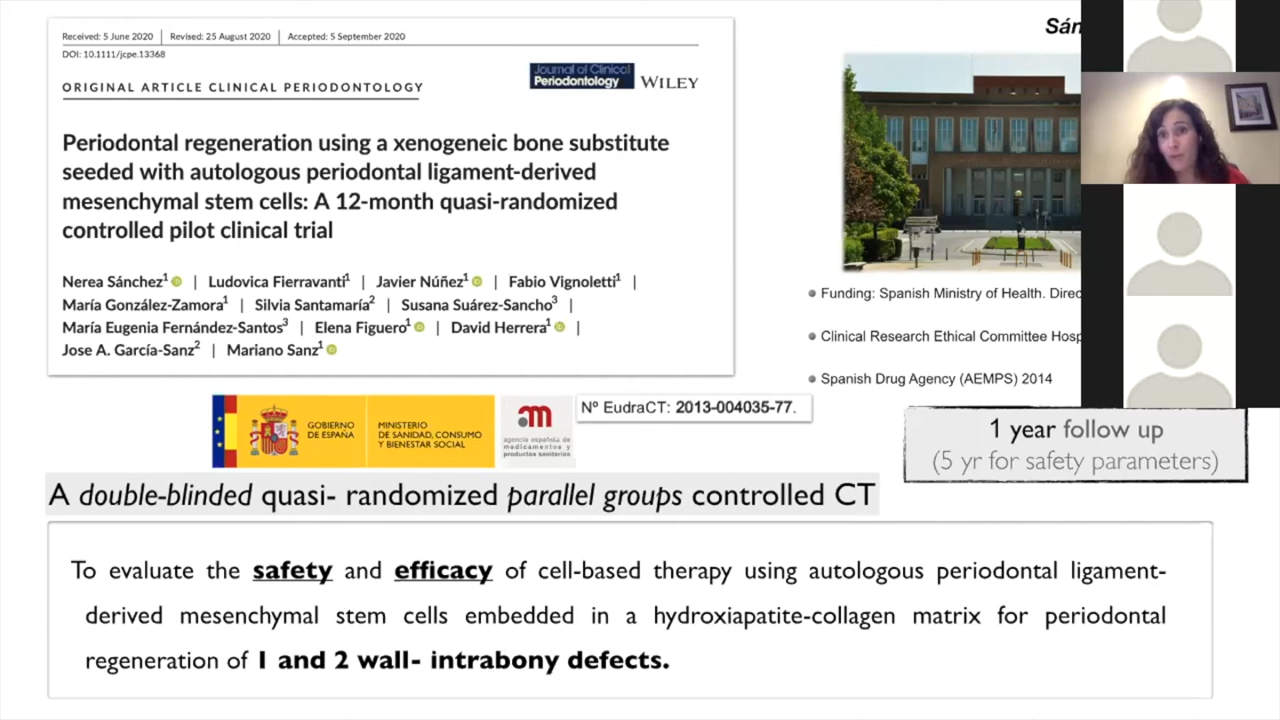 Received: 5 June 2020 | Revised: 25 August 2020 | Accepted: 5 September 2020
DOI: 10.1111/jcpe.13368
ORIGINAL ARTICLE CLINICAL PERIODONTOLOGY
Journal of Clinical
Periodontology
WILEY
Periodontal regeneration using a xenogeneic bone substitute
seeded with autologous periodontal ligament-derived
mesenchymal stem cells: A 12-month quasi-randomized
controlled pilot clinical trial
Nerea Sánchez1 | Ludovica Fierravanti1 | Javier Núñez1 | Fabio Vignoletti1 |
María González-Zamora1 | Silvia Santamaría2 | Susana Suárez-Sancho3 |
María Eugenia Fernández-Santos3 | Elena Figuero1 | David Herrera1 |
Jose A. García-Sanz2 | Mariano Sanz1
Sán
Funding: Spanish Ministry of Health. Direc
Clinical Research Ethical Committee Hosp
Spanish Drug Agency (AEMPS) 2014
GOBIERNO
DE ESPAÑA
MINISTERIO
DE SANIDAD, CONSUMO
Y BIENESTAR SOCIAL
agencia española de
medicamentos y
productos sanitarios
Nº EudraCT: 2013-004035-77.
1 year follow up
(5 yr for safety parameters)
A double-blinded quasi- randomized parallel groups controlled CT
To evaluate the safety and efficacy of cell-based therapy using autologous periodontal ligament-
derived mesenchymal stem cells embedded in a hydroxiapatite-collagen matrix for periodontal
regeneration of 1 and 2 wall- intrabony defects.